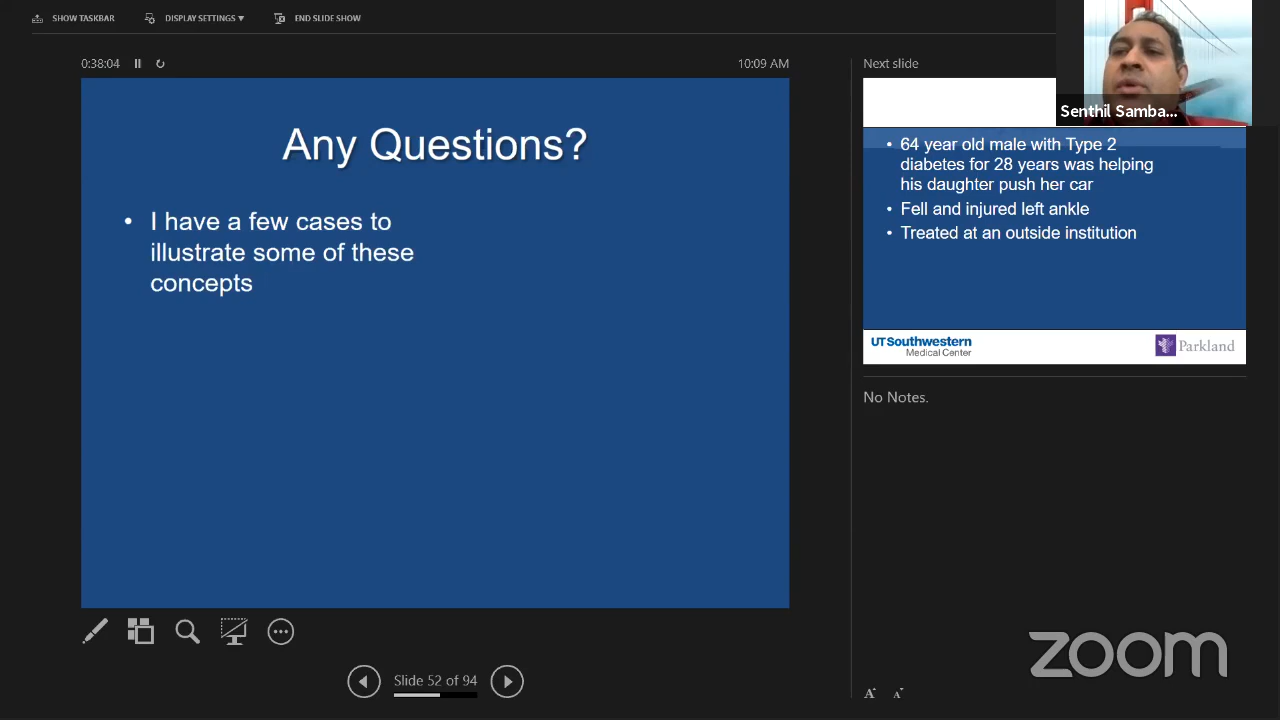 SHOW TASKBAR
DISPLAY SETTINGS ▼
END SLIDE SHOW
0:38:04
10:09 AM
Any Questions?
• I have a few cases to
illustrate some of these
concepts
Slide 52 of 94
Next slide
Senthil Samba...
• 64 year old male with Type 2
diabetes for 28 years was helping
his daughter push her car
• Fell and injured left ankle
• Treated at an outside institution
UTSouthwestern
Medical Center
Parkland
No Notes.
zoom
A A